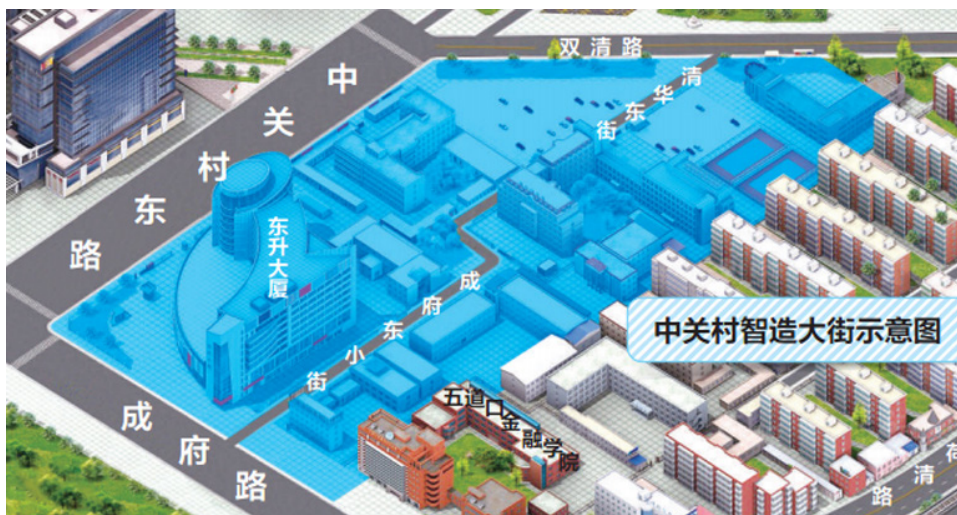 双清路
中关村东路
清华东街
东升大厦
成府东小街
中关村智造大街示意图
五道口金融学院
成府路
荷清路